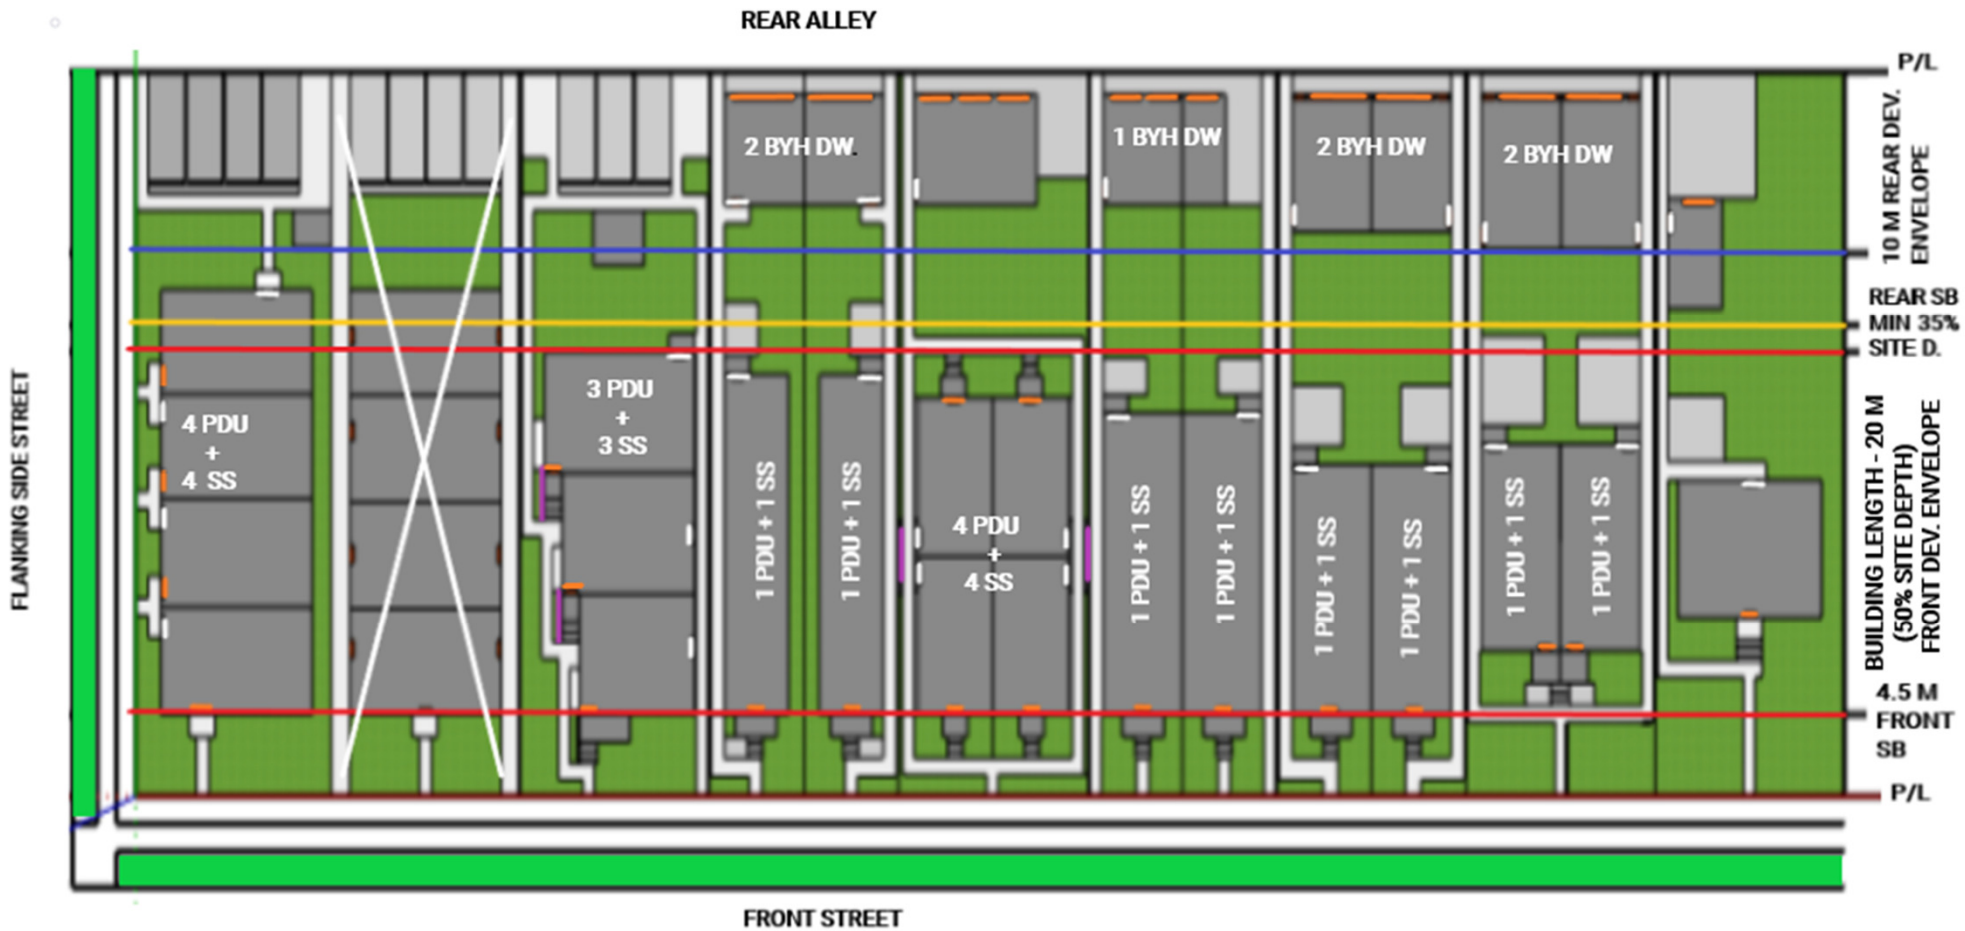 REAR ALLEY
P/L
10 M REAR DEV.
ENVELOPE
REAR SB
MIN 35%
SITE D.
BUILDING LENGTH - 20 M
(50% SITE DEPTH)
FRONT DEV. ENVELOPE
4.5 M
FRONT
SB
P/L
FLANKING SIDE STREET
2 BYH DW.
1 BYH DW
2 BYH DW
2 BYH DW
4 PDU
+
4 SS
3 PDU
+
3 SS
1 PDU + 1 SS
1 PDU + 1 SS
4 PDU
+
4 SS
1 PDU + 1 SS
1 PDU + 1 SS
1 PDU + 1 SS
1 PDU + 1 SS
1 PDU + 1 SS
1 PDU + 1 SS
FRONT STREET